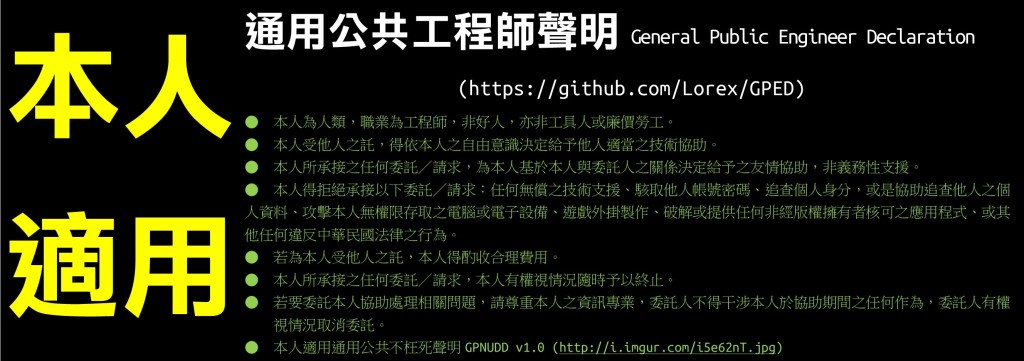 本人
適用
通用公共工程師聲明 General Public Engineer Declaration
(https://github.com/Lorex/GPED)
● 本人為人類，職業為工程師，非好人，亦非工具人或廉價勞工。
● 本人受他人之託，得依本人之自由意識決定給予他人適當之技術協助。
● 本人所承接之任何委託／請求，為本人基於本人與委託人之關係決定給予之友情協助，非義務性支援。
● 本人得拒絕承接以下委託／請求：任何無償之技術支援、駭取他人帳號密碼、追查個人身分，或是協助追查他人之個
人資料、攻擊本人無權限存取之電腦或電子設備、遊戲外掛製作、破解或提供任何非經版權擁有者核可之應用程式、或其
他任何違反中華民國法律之行為。
● 若為本人受他人之託，本人得酌收合理費用。
● 本人所承接之任何委託／請求，本人有權視情況隨時予以終止。
● 若要委託本人協助處理相關問題，請尊重本人之資訊專業，委託人不得干涉本人於協助期間之任何作為，委託人有權
視情況取消委託。
● 本人適用通用公共不枉死聲明 GPNUDD v1.0 (http://i.imgur.com/i5e62nT.jpg)